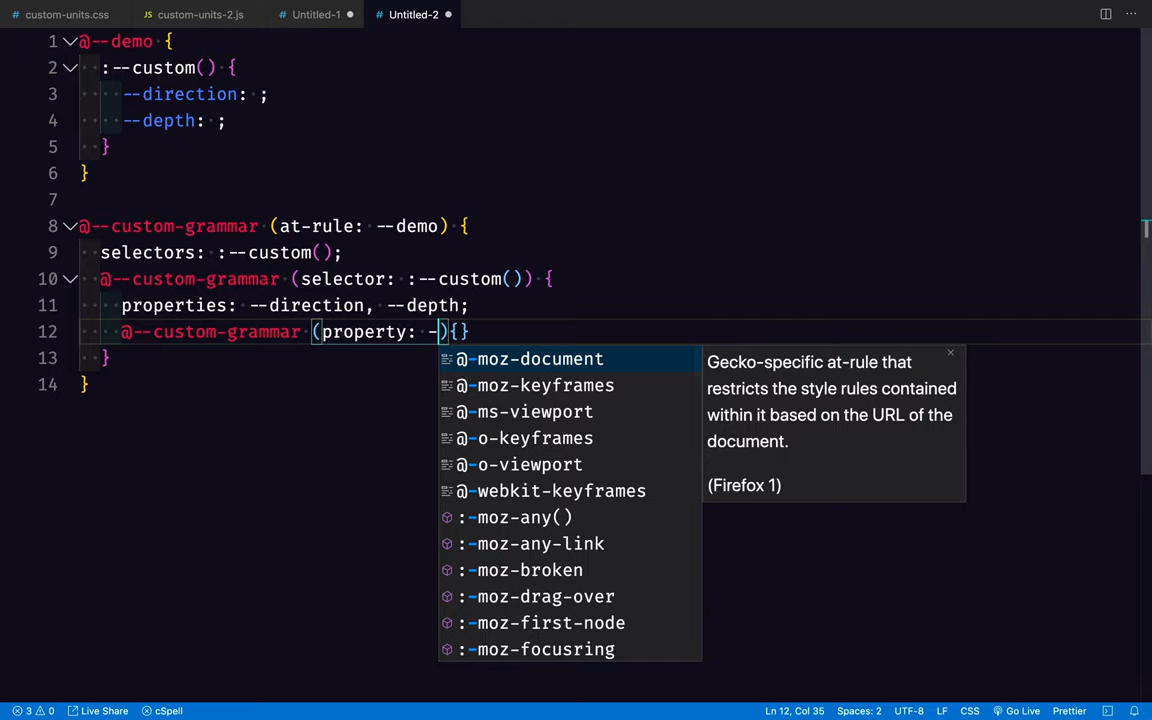 # custom-units.css JS custom-units-2.js # Untitled-1 # Untitled-2
1 @--demo {
2 :--custom() {
3 --direction: ;
4 --depth: ;
5 }
6 }
7
8 @--custom-grammar (at-rule: --demo) {
9 selectors: :--custom();
10 @--custom-grammar (selector: :--custom()) {
11 properties: --direction, --depth;
12 @--custom-grammar (property: -){}
13 }
14 }
@-moz-document
@-moz-keyframes
@-ms-viewport
@-o-keyframes
@-o-viewport
@-webkit-keyframes
:-moz-any()
:-moz-any-link
:-moz-broken
:-moz-drag-over
:-moz-first-node
:-moz-focusring
Gecko-specific at-rule that
restricts the style rules contained
within it based on the URL of the
document.
(Firefox 1)
3 0 Live Share cSpell Ln 12, Col 35 Spaces: 2 UTF-8 LF CSS Go Live Prettier